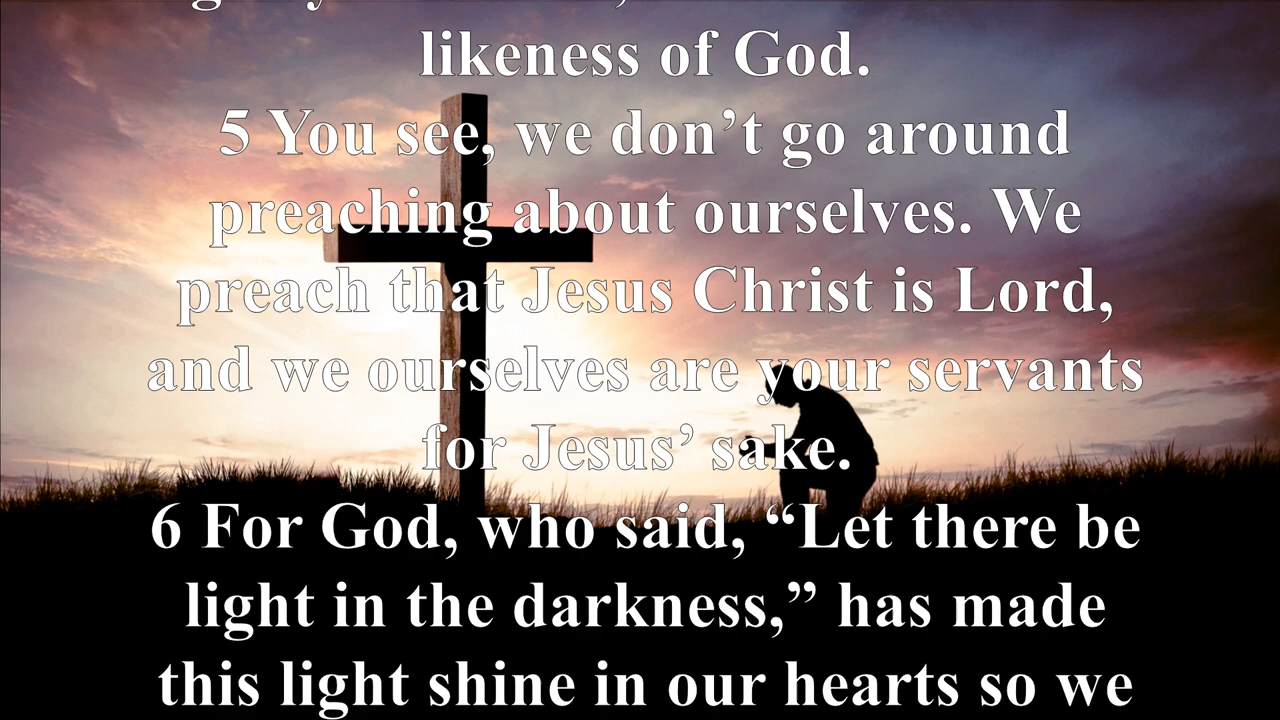 likeness of God.
5 You see, we don’t go around
preaching about ourselves. We
preach that Jesus Christ is Lord,
and we ourselves are your servants
for Jesus’ sake.
6 For God, who said, “Let there be
light in the darkness,” has made
this light shine in our hearts so we